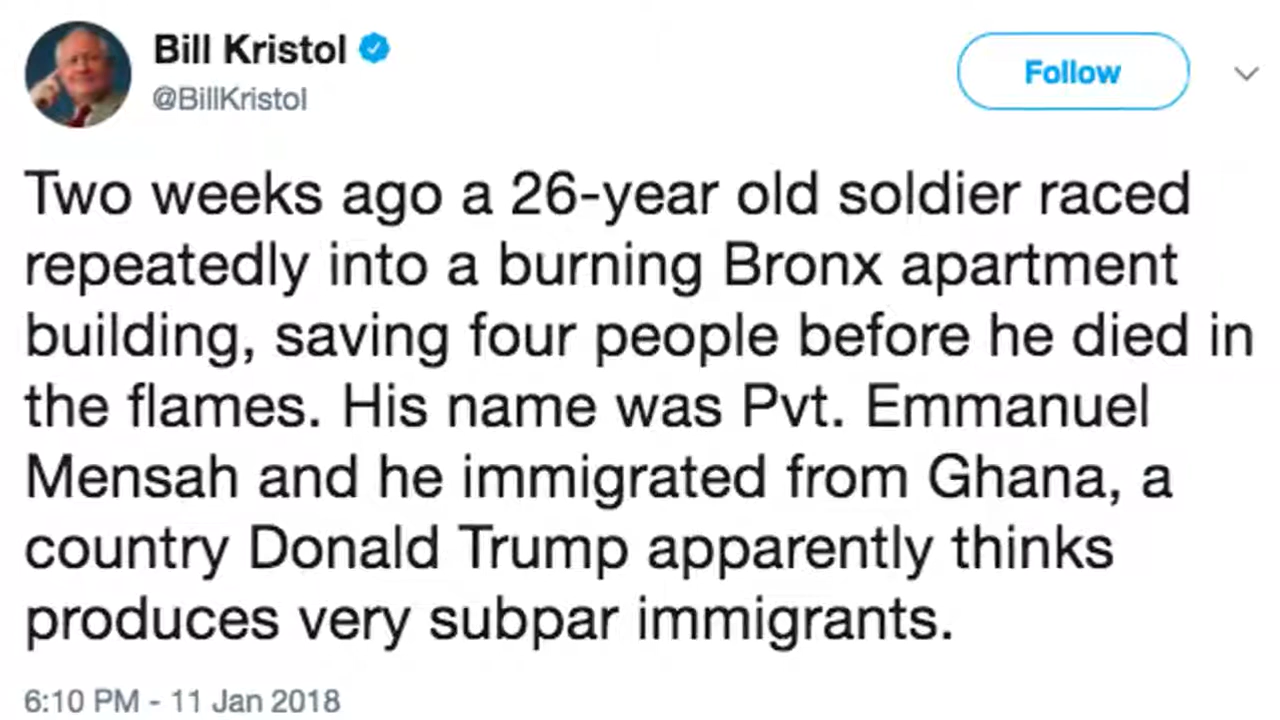 Bill Kristol
@BillKristol
Follow
Two weeks ago a 26-year old soldier raced
repeatedly into a burning Bronx apartment
building, saving four people before he died in
the flames. His name was Pvt. Emmanuel
Mensah and he immigrated from Ghana, a
country Donald Trump apparently thinks
produces very subpar immigrants.
6:10 PM - 11 Jan 2018